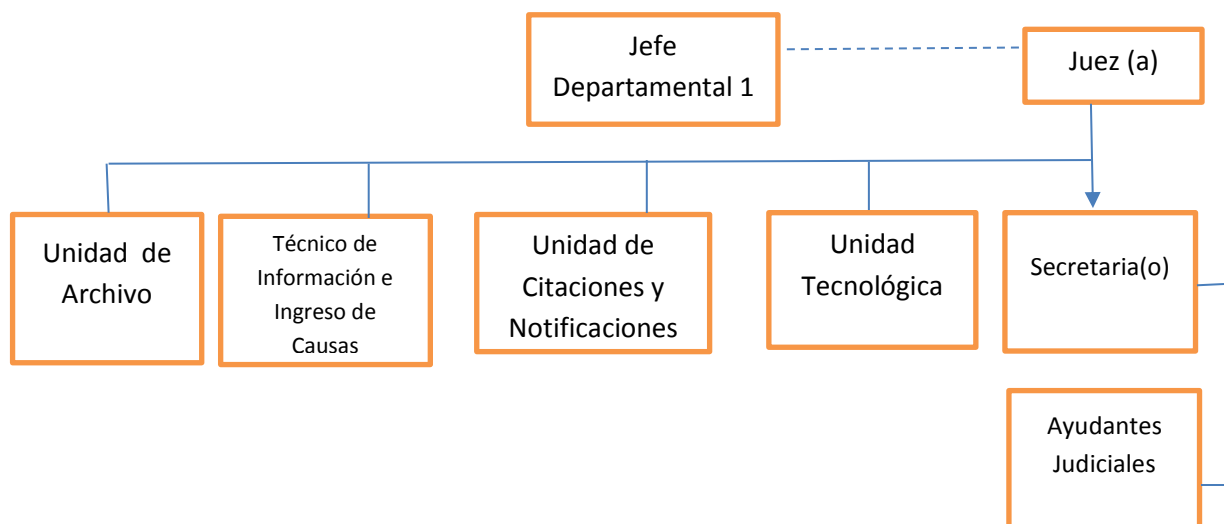 Jefe
Departamental 1
Juez (a)
Unidad de
Archivo
Técnico de
Información e
Ingreso de
Causas
Unidad de
Citaciones y
Notificaciones
Unidad
Tecnológica
Secretaria(o)
Ayudantes
Judiciales